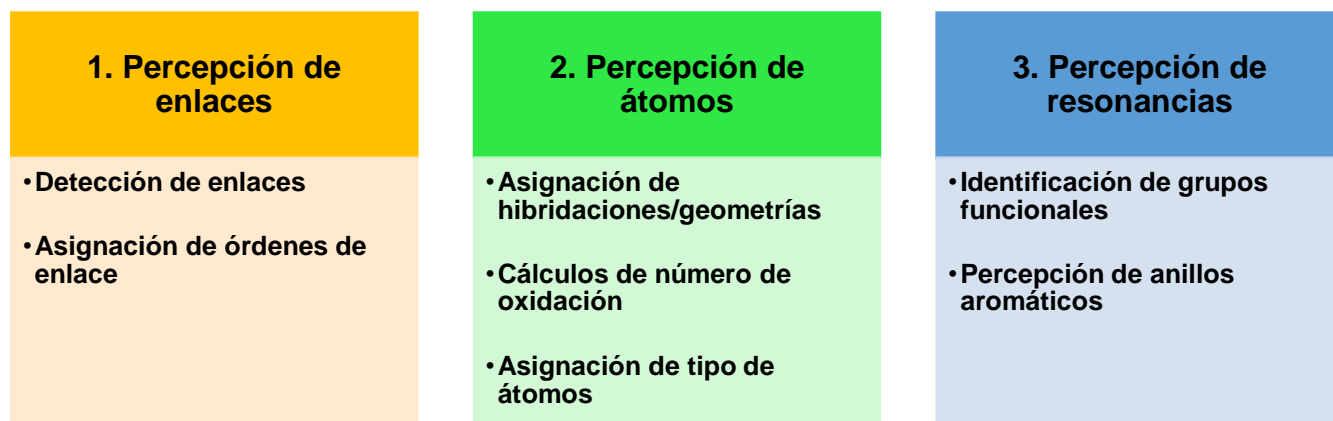 1. Percepción de
enlaces
•Detección de enlaces
•Asignación de órdenes de
enlace
2. Percepción de
átomos
•Asignación de
hibridaciones/geometrías
•Cálculos de número de
oxidación
•Asignación de tipo de
átomos
3. Percepción de
resonancias
•Identificación de grupos
funcionales
•Percepción de anillos
aromáticos